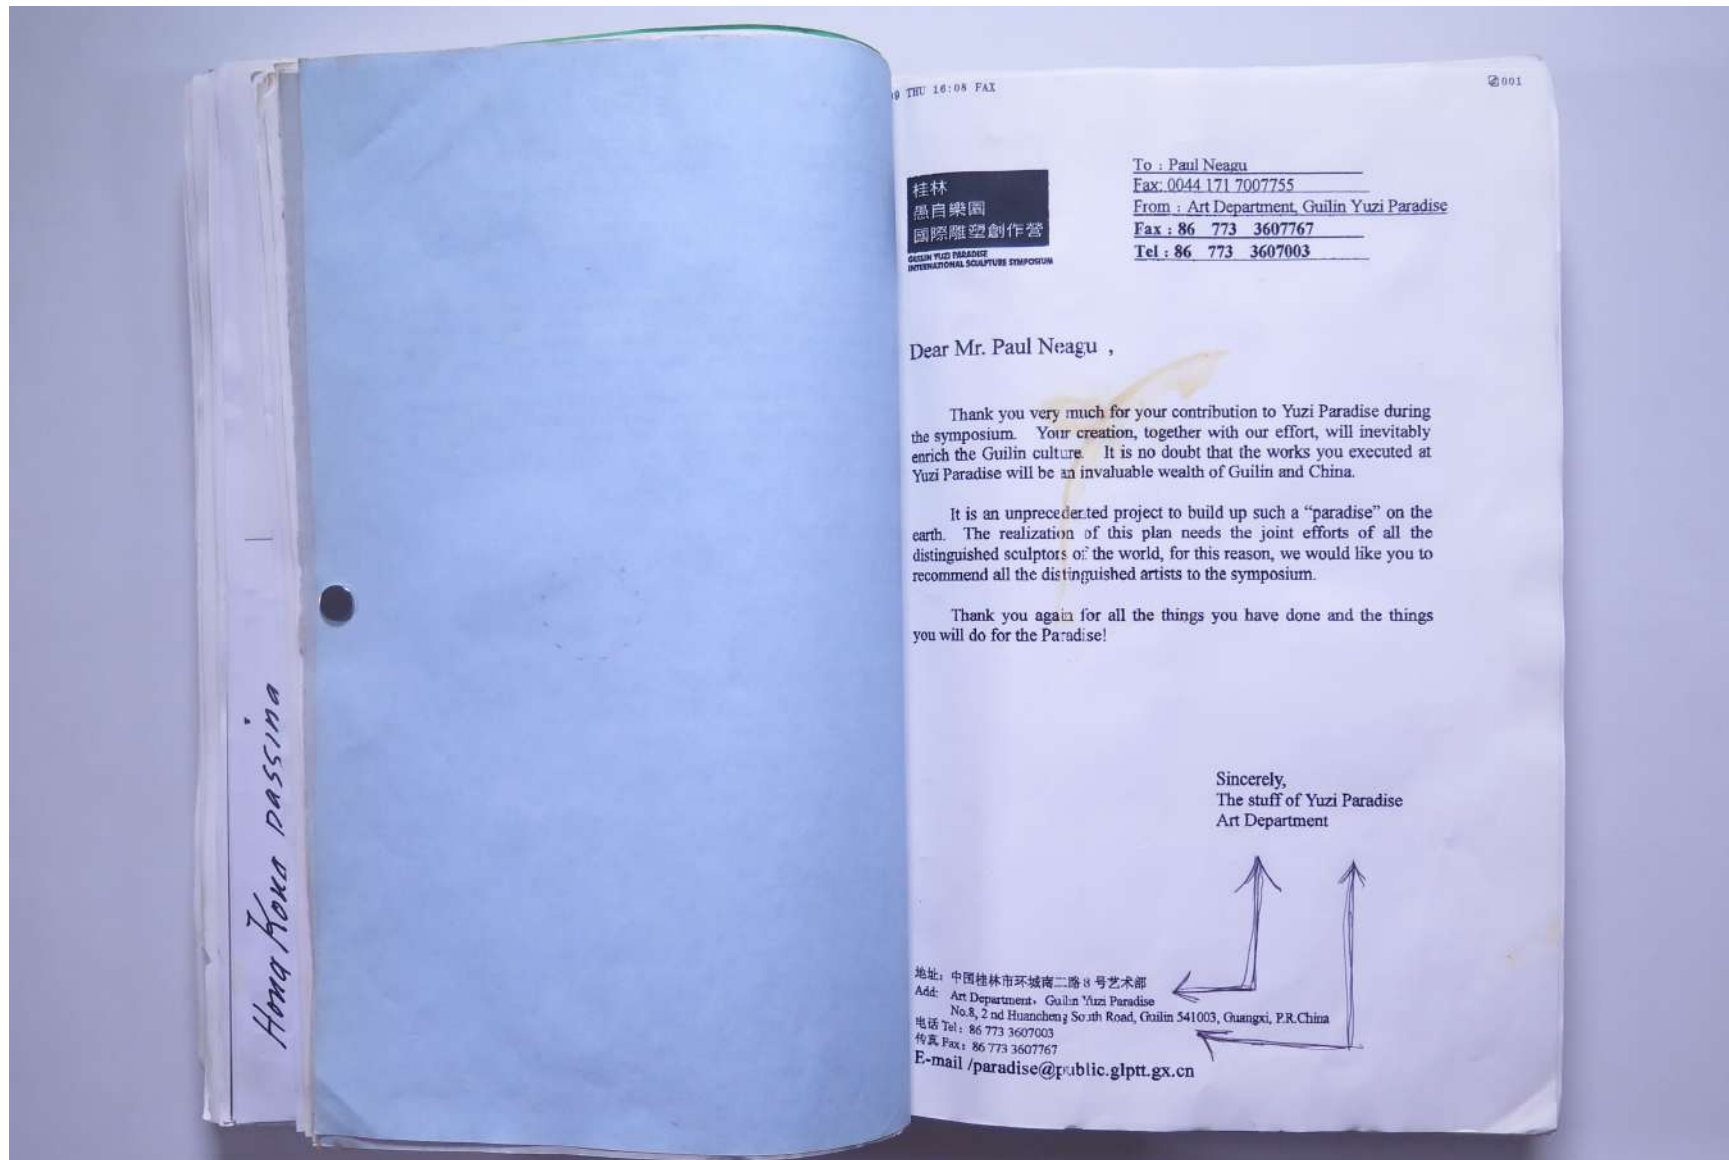 Hong Kong passing
9 THU 16:08 FAX
001
桂林
愚自樂園
國際雕塑創作營
GUILIN YUZI PARADISE
INTERNATIONAL SCULPTURE SYMPOSIUM
To : Paul Neagu
Fax: 0044 171 7007755
From : Art Department, Guilin Yuzi Paradise
Fax : 86 773 3607767
Tel : 86 773 3607003
Dear Mr. Paul Neagu ,
Thank you very much for your contribution to Yuzi Paradise during
the symposium. Your creation, together with our effort, will inevitably
enrich the Guilin culture. It is no doubt that the works you executed at
Yuzi Paradise will be an invaluable wealth of Guilin and China.
It is an unprecedented project to build up such a “paradise” on the
earth. The realization of this plan needs the joint efforts of all the
distinguished sculptors of the world, for this reason, we would like you to
recommend all the distinguished artists to the symposium.
Thank you again for all the things you have done and the things
you will do for the Paradise!
Sincerely,
The stuff of Yuzi Paradise
Art Department
地址：中国桂林市环城南二路 8 号艺术部
Add: Art Department，Guilin Yuzi Paradise
No.8, 2 nd Huancheng South Road, Guilin 541003, Guangxi, P.R.China
电话 Tel：86 773 3607003
传真 Fax：86 773 3607767
E-mail /paradise@public.glptt.gx.cn